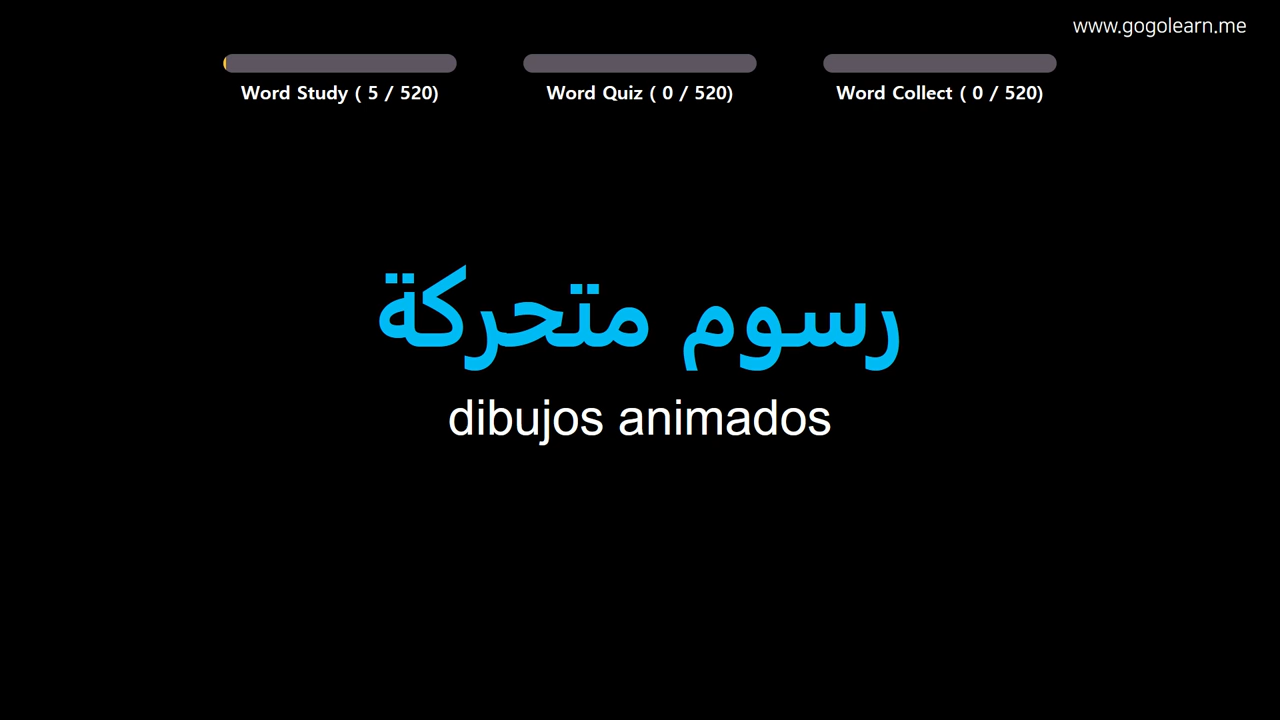 www.gogolearn.me
Word Study ( 5 / 520)
Word Quiz ( 0 / 520)
Word Collect ( 0 / 520)
رسوم متحركة
dibujos animados